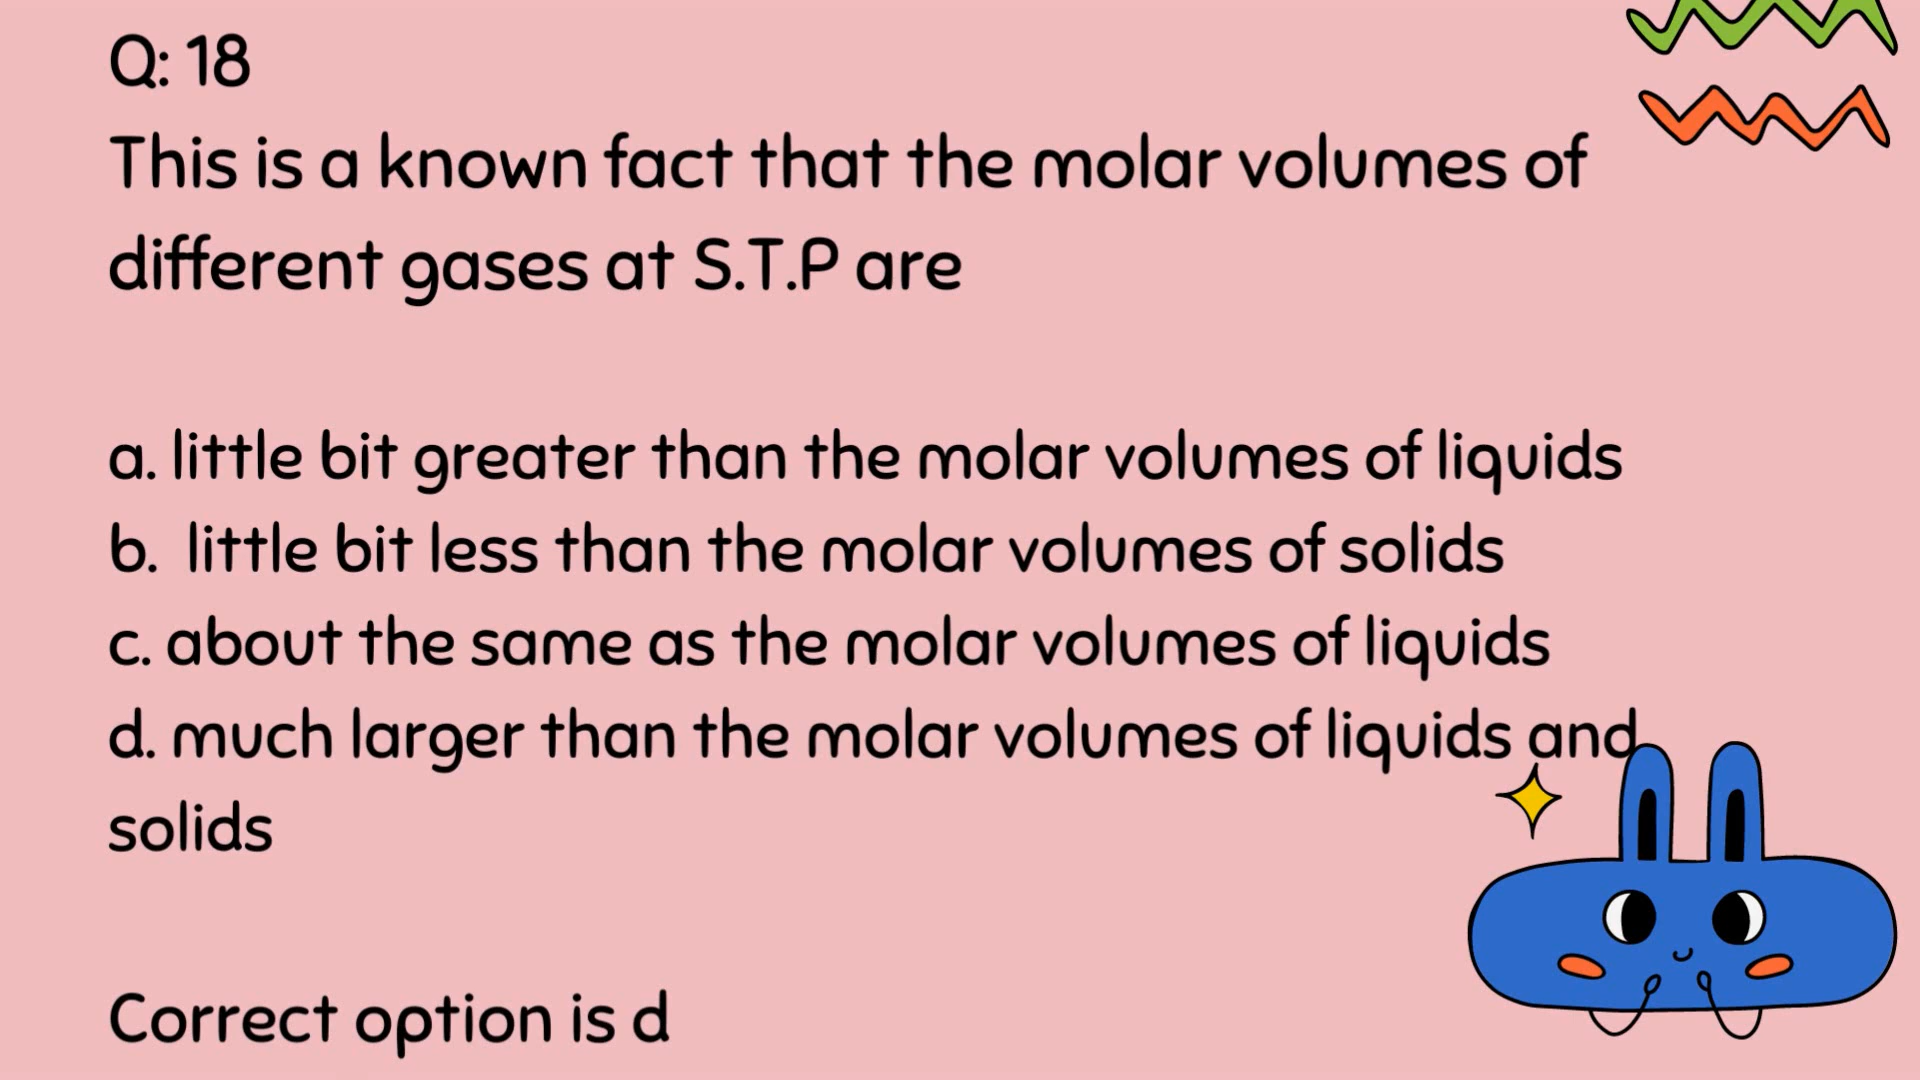 Q: 18
This is a known fact that the molar volumes of
different gases at S.T.P are
a. little bit greater than the molar volumes of liquids
b. little bit less than the molar volumes of solids
c. about the same as the molar volumes of liquids
d. much larger than the molar volumes of liquids and
solids
Correct option is d